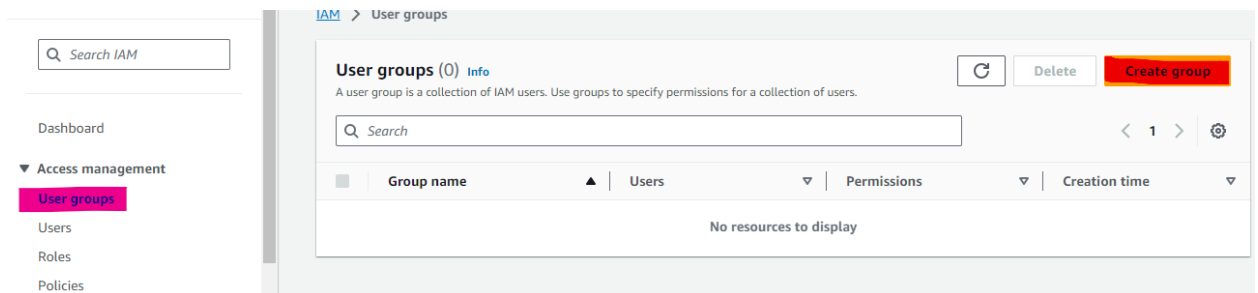 Search IAM
Dashboard
Access management
User groups
Users
Roles
Policies
IAM > User groups
User groups (0) Info
Delete
Create group
A user group is a collection of IAM users. Use groups to specify permissions for a collection of users.
Search
1
Group name Users Permissions Creation time
No resources to display